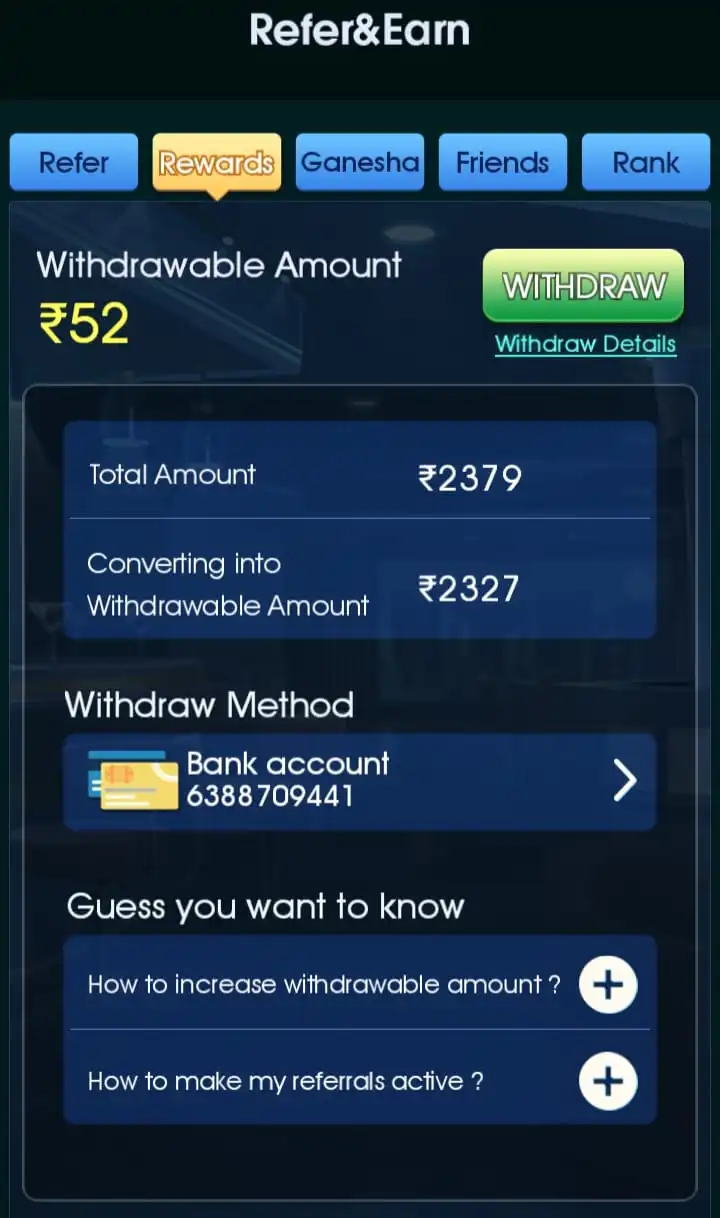 Refer&Earn
Refer
Rewards
Ganesha
Friends
Rank
Withdrawable Amount
₹52
WITHDRAW
Withdraw Details
Total Amount
₹2379
Converting into
Withdrawable Amount
₹2327
Withdraw Method
Bank account
6388709441
Guess you want to know
How to increase withdrawable amount ?
How to make my referrals active ?